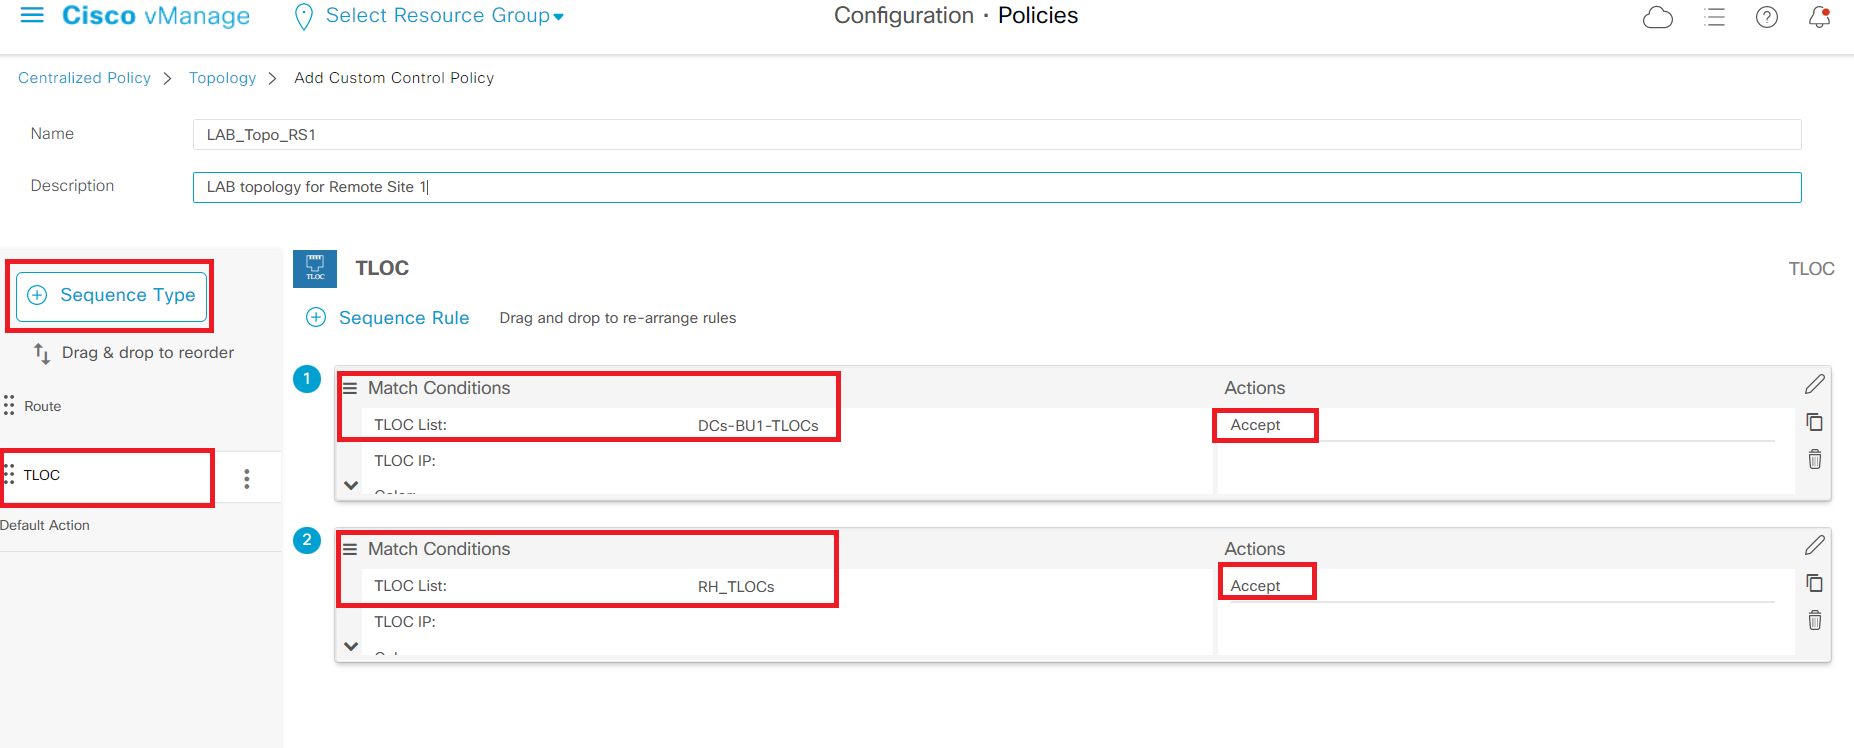 Cisco vManage
Select Resource Group
Configuration · Policies
Centralized Policy > Topology > Add Custom Control Policy
Name
LAB_Topo_RS1
Description
LAB topology for Remote Site 1
Sequence Type
Drag & drop to reorder
Route
TLOC
Default Action
TLOC
TLOC
TLOC
Sequence Rule
Drag and drop to re-arrange rules
1
Match Conditions
Actions
TLOC List:
DCs-BU1-TLOCs
Accept
TLOC IP:
2
Match Conditions
Actions
TLOC List:
RH_TLOCs
Accept
TLOC IP: